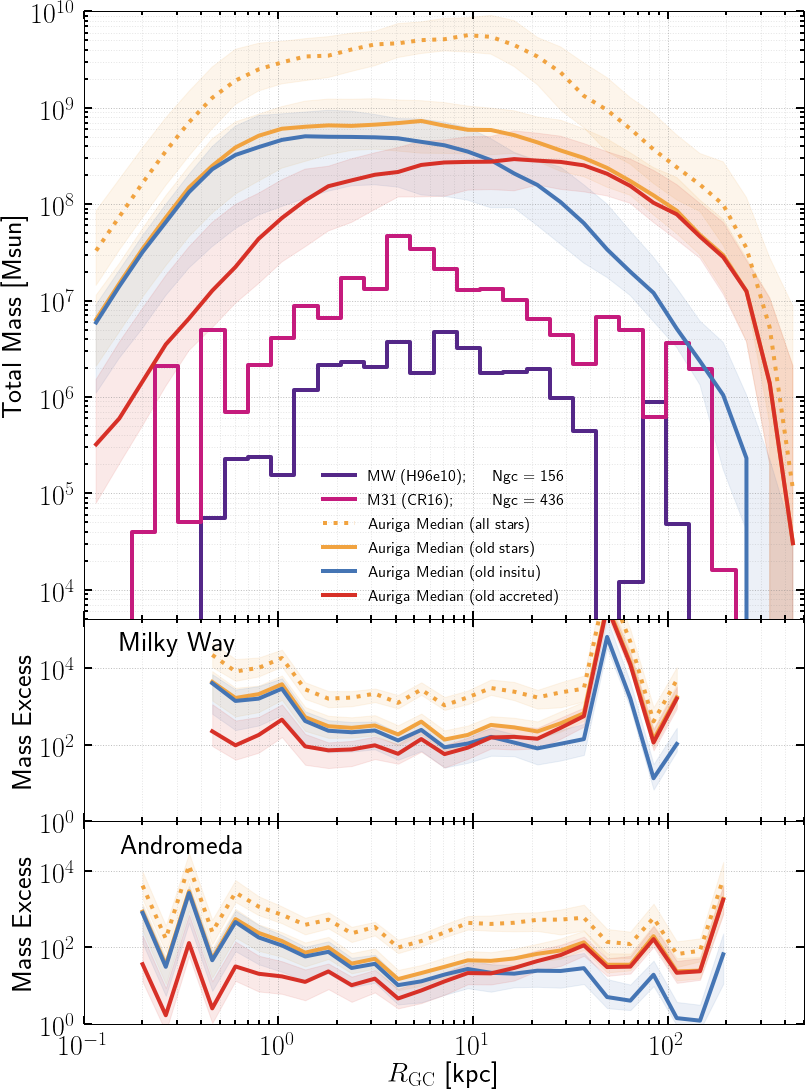 10^10
10^9
10^8
10^7
10^6
10^5
10^4
Total Mass [Msun]
MW (H96e10); Ngc = 156
M31 (CR16); Ngc = 436
Auriga Median (all stars)
Auriga Median (old stars)
Auriga Median (old insitu)
Auriga Median (old accreted)
Milky Way
10^4
10^2
10^0
Mass Excess
Andromeda
10^4
10^2
10^0
Mass Excess
10^-1
10^0
10^1
10^2
R_GC [kpc]